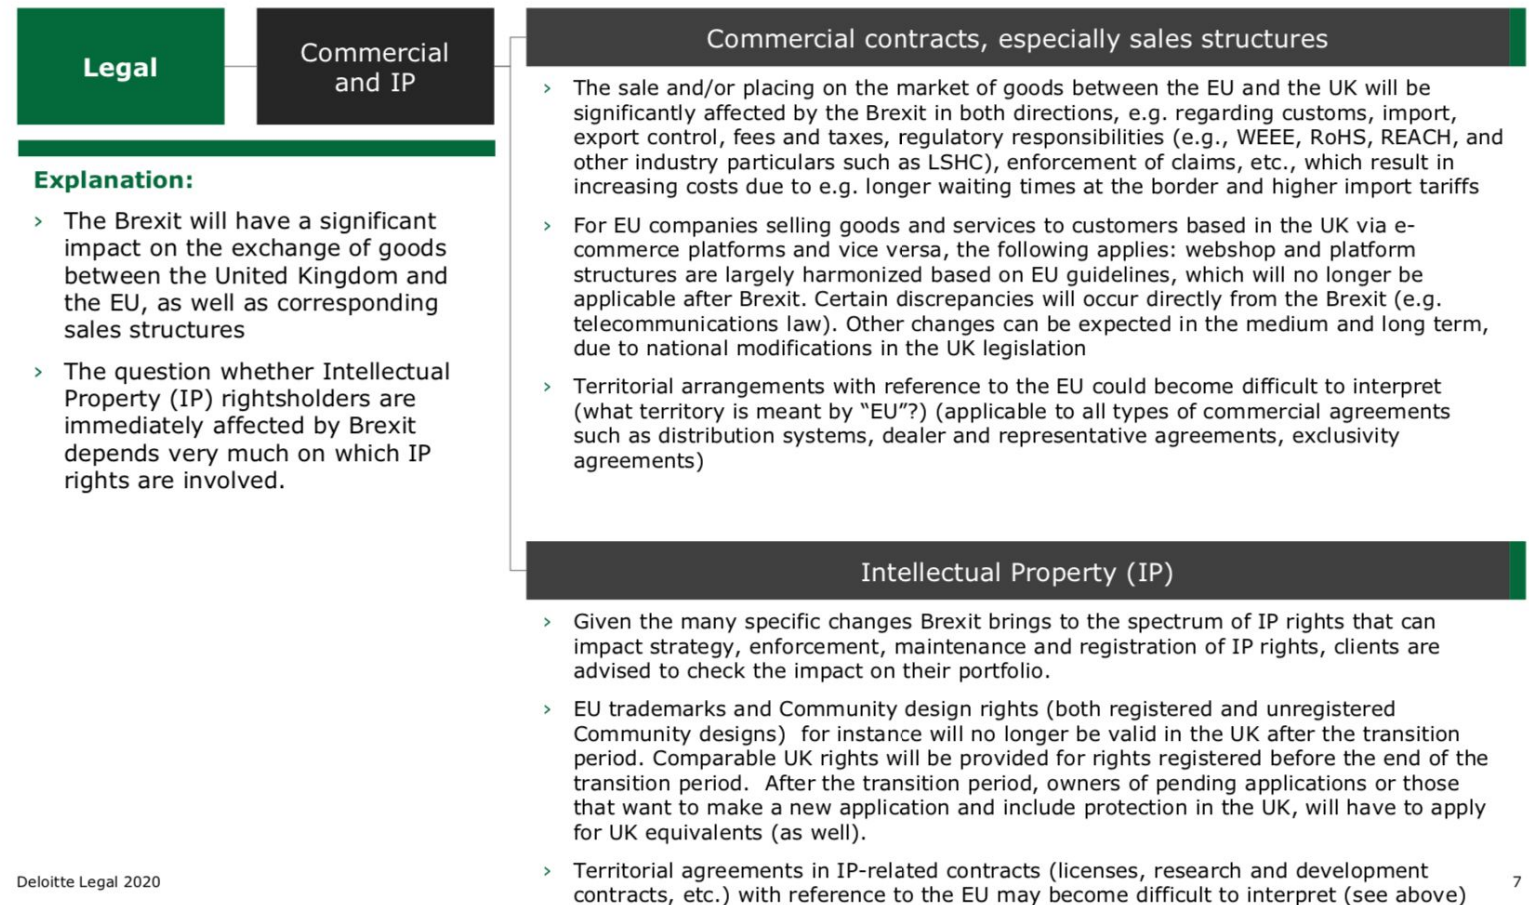 Legal
Commercial
and IP
Explanation:
› The Brexit will have a significant
impact on the exchange of goods
between the United Kingdom and
the EU, as well as corresponding
sales structures
› The question whether Intellectual
Property (IP) rightsholders are
immediately affected by Brexit
depends very much on which IP
rights are involved.
Commercial contracts, especially sales structures
› The sale and/or placing on the market of goods between the EU and the UK will be
significantly affected by the Brexit in both directions, e.g. regarding customs, import,
export control, fees and taxes, regulatory responsibilities (e.g., WEEE, RoHS, REACH, and
other industry particulars such as LSHC), enforcement of claims, etc., which result in
increasing costs due to e.g. longer waiting times at the border and higher import tariffs
› For EU companies selling goods and services to customers based in the UK via e-
commerce platforms and vice versa, the following applies: webshop and platform
structures are largely harmonized based on EU guidelines, which will no longer be
applicable after Brexit. Certain discrepancies will occur directly from the Brexit (e.g.
telecommunications law). Other changes can be expected in the medium and long term,
due to national modifications in the UK legislation
› Territorial arrangements with reference to the EU could become difficult to interpret
(what territory is meant by “EU”?) (applicable to all types of commercial agreements
such as distribution systems, dealer and representative agreements, exclusivity
agreements)
Intellectual Property (IP)
› Given the many specific changes Brexit brings to the spectrum of IP rights that can
impact strategy, enforcement, maintenance and registration of IP rights, clients are
advised to check the impact on their portfolio.
› EU trademarks and Community design rights (both registered and unregistered
Community designs)  for instance will no longer be valid in the UK after the transition
period. Comparable UK rights will be provided for rights registered before the end of the
transition period.  After the transition period, owners of pending applications or those
that want to make a new application and include protection in the UK, will have to apply
for UK equivalents (as well).
› Territorial agreements in IP-related contracts (licenses, research and development
contracts, etc.) with reference to the EU may become difficult to interpret (see above)
Deloitte Legal 2020
7